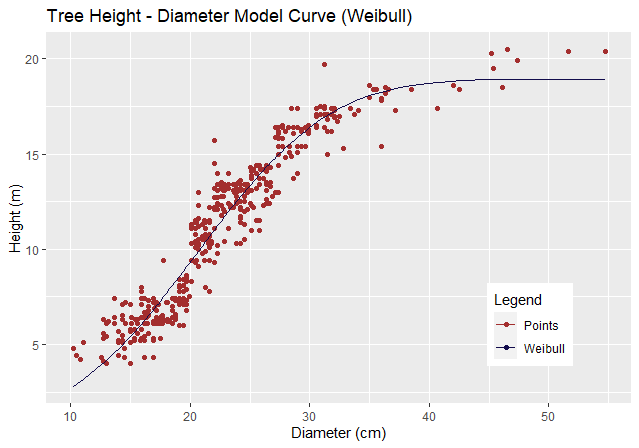 Tree Height - Diameter Model Curve (Weibull)
20
15
10
5
Height (m)
Legend
Points
Weibull
10 20 30 40 50
Diameter (cm)